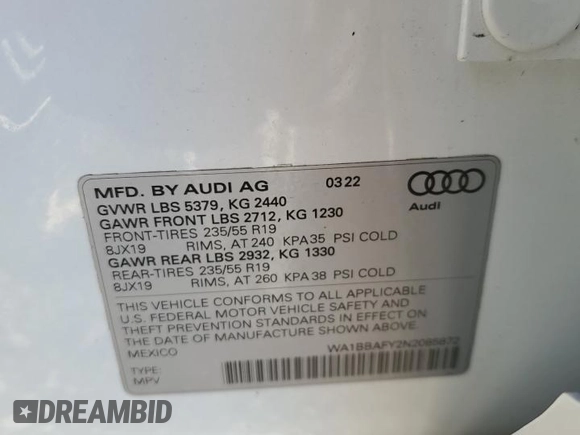 MFD. BY AUDI AG 03 22
Audi
GVWR LBS 5379, KG 2440
GAWR FRONT LBS 2712, KG 1230
FRONT-TIRES 235/55 R19
8JX19 RIMS, AT 240 KPA35 PSI COLD
GAWR REAR LBS 2932, KG 1330
REAR-TIRES 235/55 R19
8JX19 RIMS, AT 260 KPA 38 PSI COLD
THIS VEHICLE CONFORMS TO ALL APPLICABLE
U.S. FEDERAL MOTOR VEHICLE SAFETY AND
THEFT PREVENTION STANDARDS IN EFFECT ON
THE DATE OF MANUFACTURE SHOWN ABOVE.
MEXICO
WA1BBAFY2N2085872
TYPE:
MPV
DREAMBID